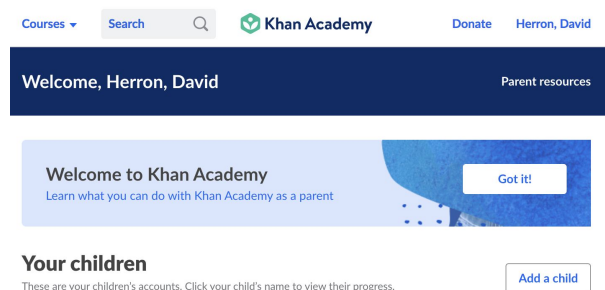 Courses Search Khan Academy Donate Herron, David
Welcome, Herron, David Parent resources
Welcome to Khan Academy
Learn what you can do with Khan Academy as a parent
Got it!
Your children
Add a child
These are your children's accounts. Click your child's name to view their progress.